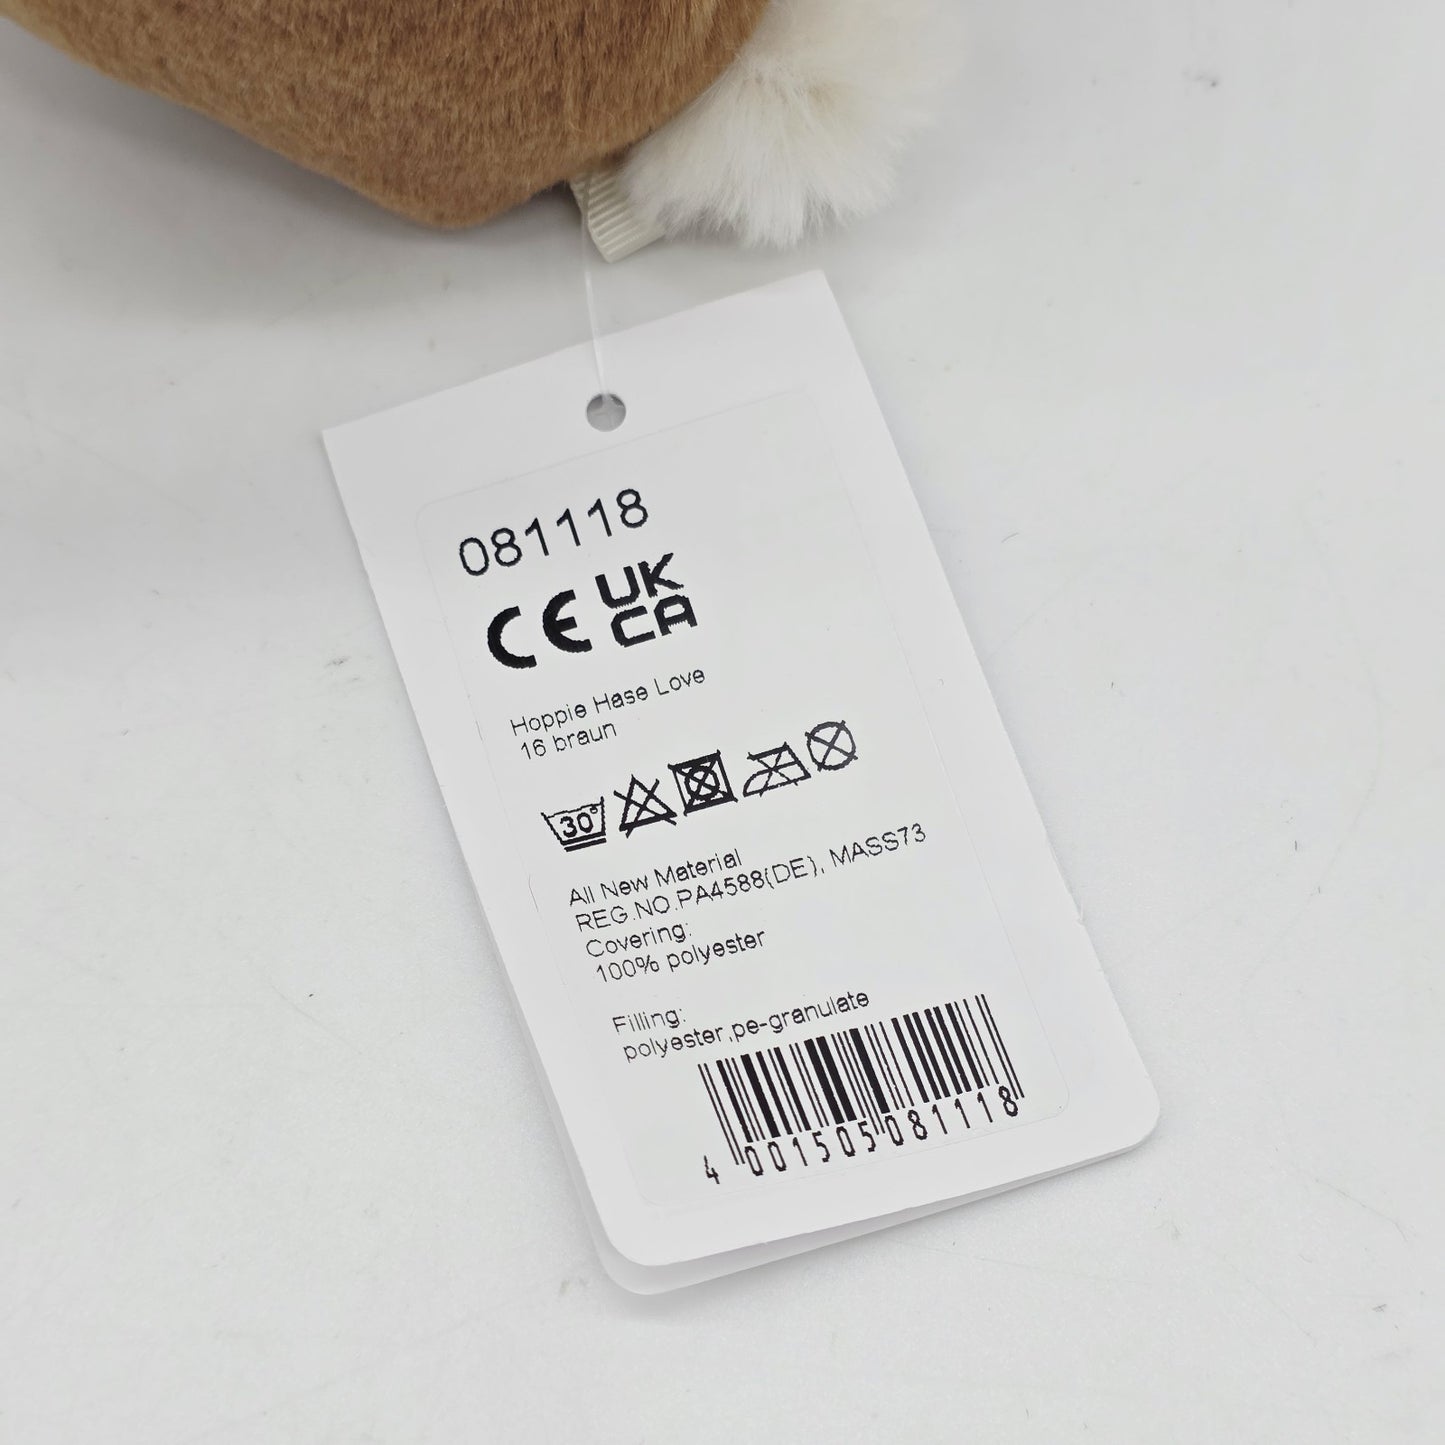 081118
CE UK
CA
Hoppie Hase Love
16 braun
30°
All New Material
REG.NO.PA4588(DE), MASS73
Covering:
100% polyester
Filling:
polyester,pe-granulate
4 001505 081118